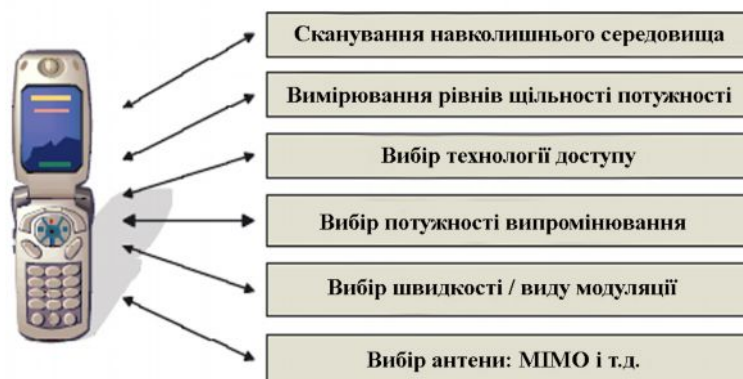 Сканування навколишнього середовища
Вимірювання рівнів щільності потужності
Вибір технології доступу
Вибір потужності випромінювання
Вибір швидкості / виду модуляції
Вибір антени: МІМО і т.д.